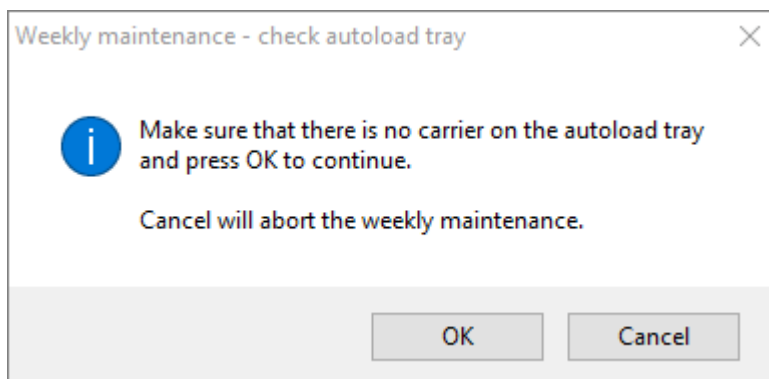 Weekly maintenance - check autoload tray
Make sure that there is no carrier on the autoload tray
and press OK to continue.
Cancel will abort the weekly maintenance.
OK
Cancel